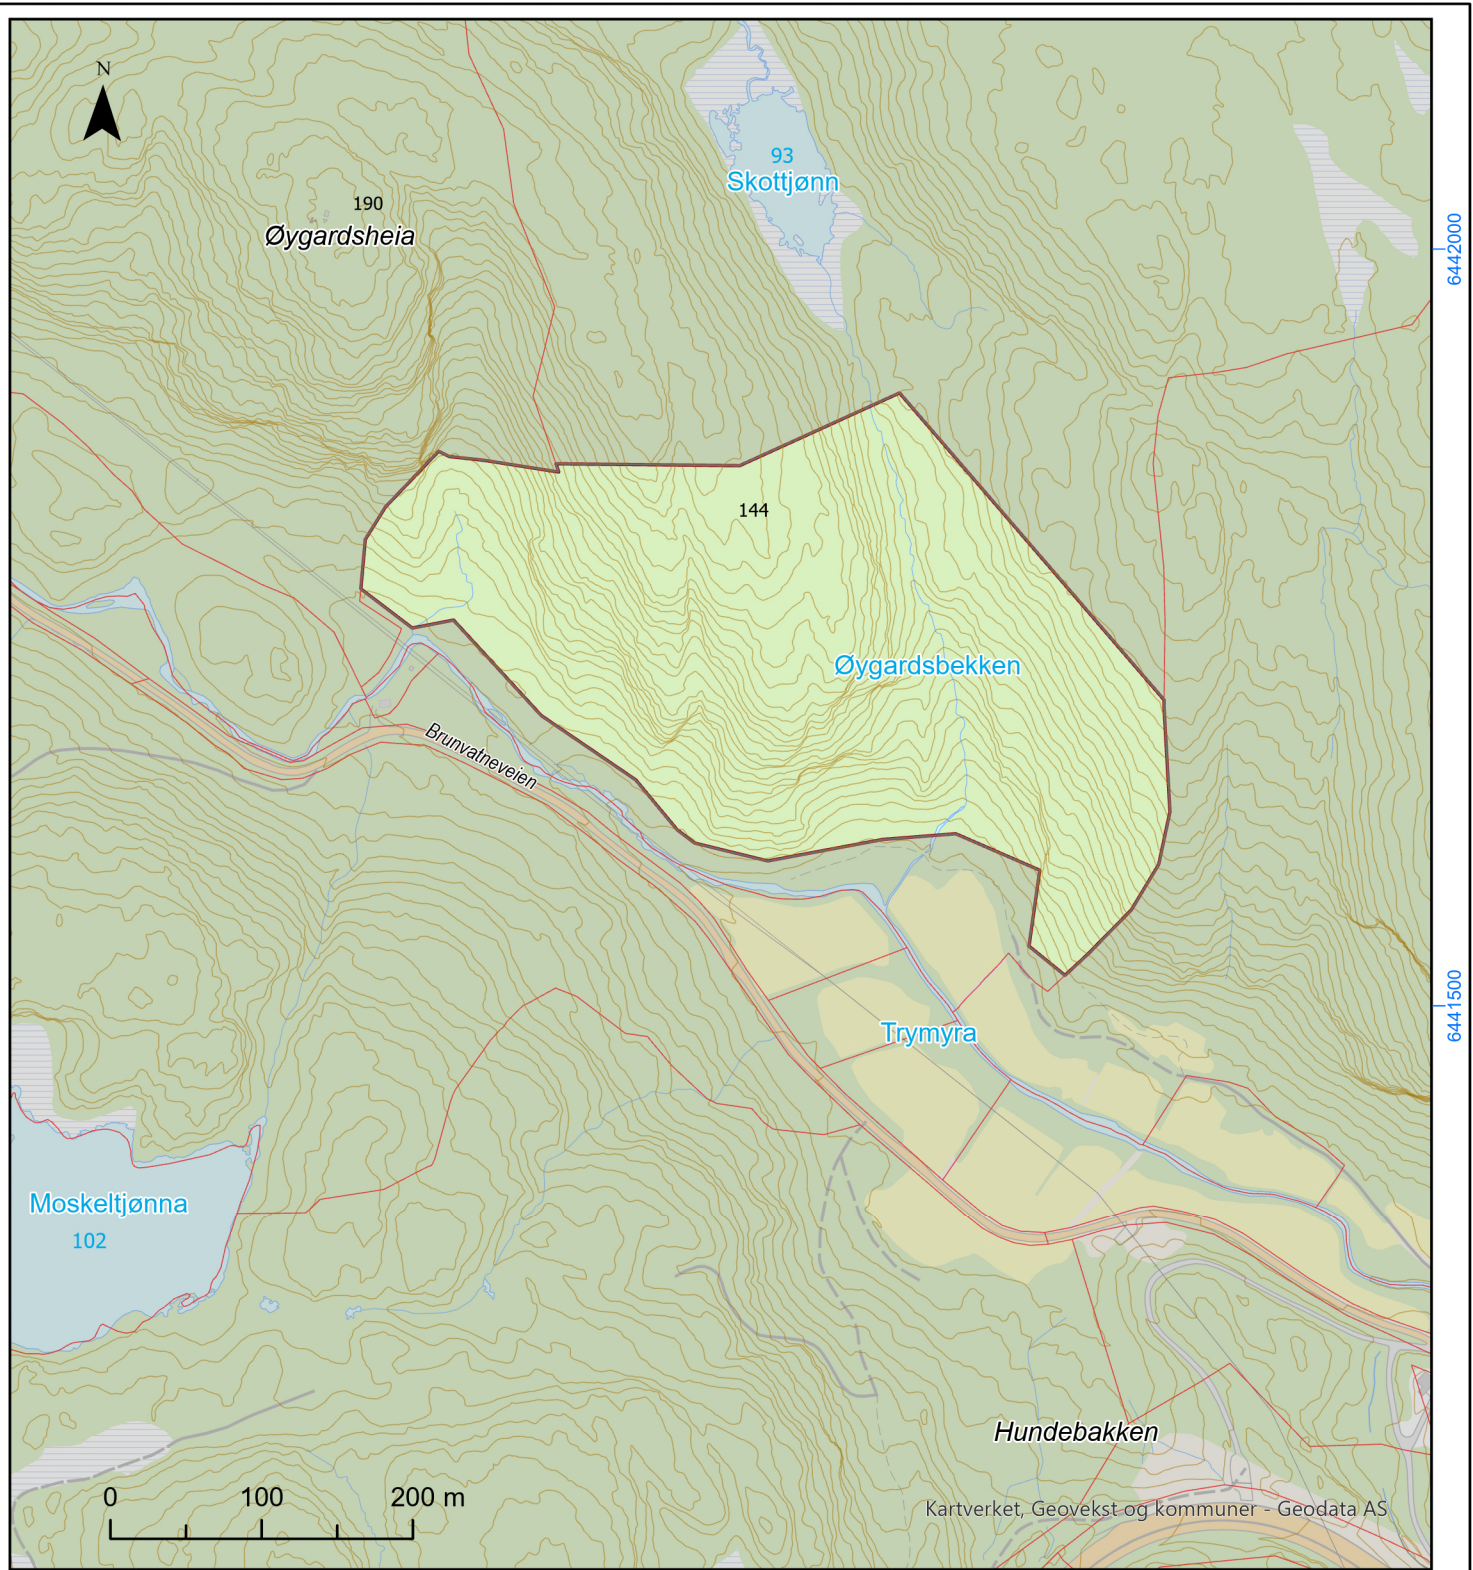 N
93
Skottjønn
190
Øygardsheia
6442000
144
Øygardsbekken
Brunvatneveien
6441500
Trymyra
Moskeltjønna
102
Hundebakken
0 100 200 m
Kartverket, Geovekst og kommuner - Geodata AS